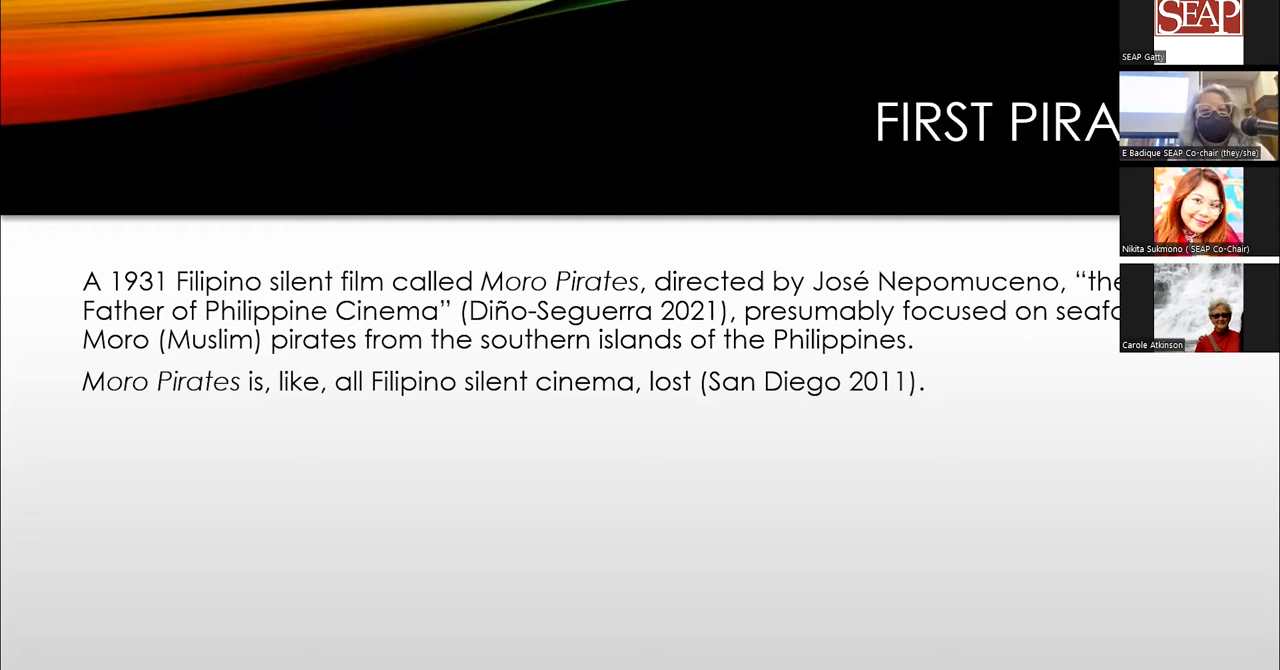 SEAP
SEAP Gatty
FIRST PIRA
E Badique SEAP Co-chair (they/she)
Nikita Sukmono ( SEAP Co-Chair)
Carole Atkinson
A 1931 Filipino silent film called Moro Pirates, directed by José Nepomuceno, “the
Father of Philippine Cinema” (Diño-Seguerra 2021), presumably focused on seafa
Moro (Muslim) pirates from the southern islands of the Philippines.
Moro Pirates is, like, all Filipino silent cinema, lost (San Diego 2011).